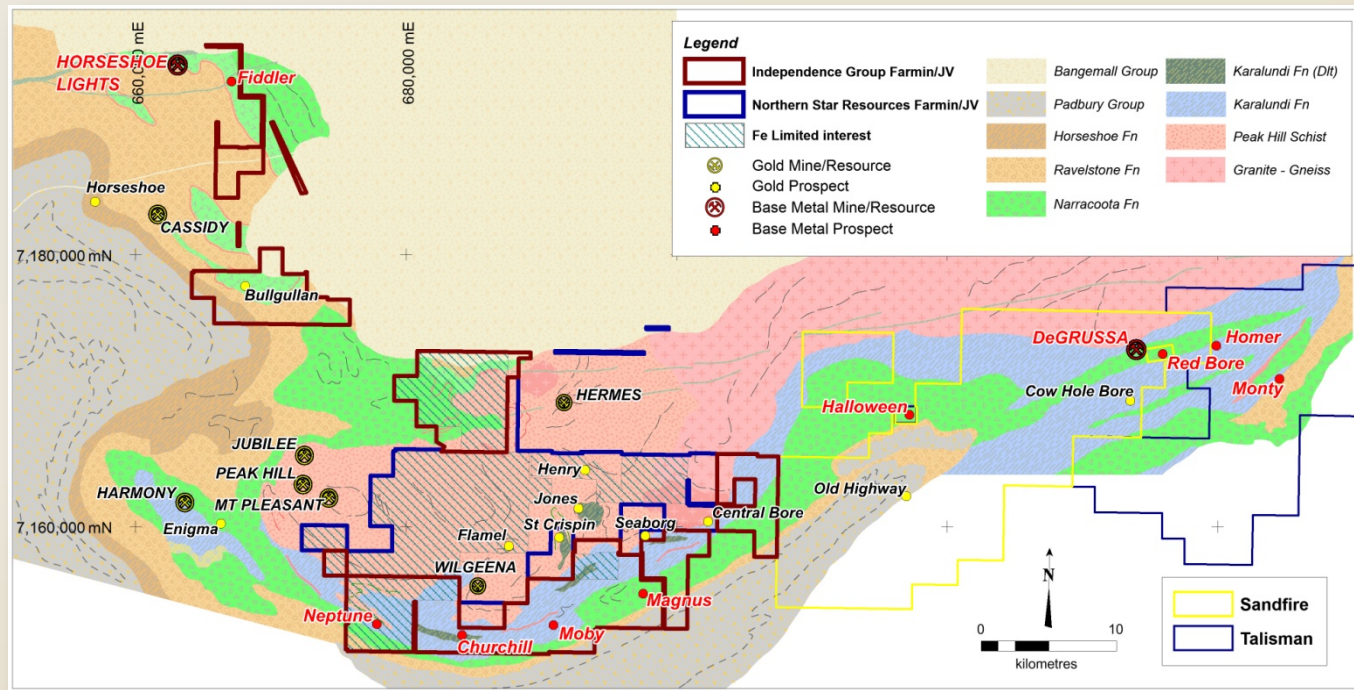 660,000 mE
680,000 mE
HORSESHOE
LIGHTS
Fiddler
Horseshoe
CASSIDY
7,180,000 mN
Bullgullan
Legend
Independence Group Farmin/JV
Northern Star Resources Farmin/JV
Fe Limited interest
Gold Mine/Resource
Gold Prospect
Base Metal Mine/Resource
Base Metal Prospect
Bangemall Group
Padbury Group
Horseshoe Fn
Ravelstone Fn
Narracoota Fn
Karalundi Fn (Dlt)
Karalundi Fn
Peak Hill Schist
Granite - Gneiss
DeGRUSSA
Homer
Red Bore
Monty
Cow Hole Bore
Halloween
HERMES
JUBILEE
PEAK HILL
MT PLEASANT
HARMONY
Enigma
7,160,000 mN
Henry
Jones
St Crispin
Seaborg
Central Bore
Old Highway
Flamel
WILGEENA
Neptune
Churchill
Moby
Magnus
N
0 10
kilometres
Sandfire
Talisman